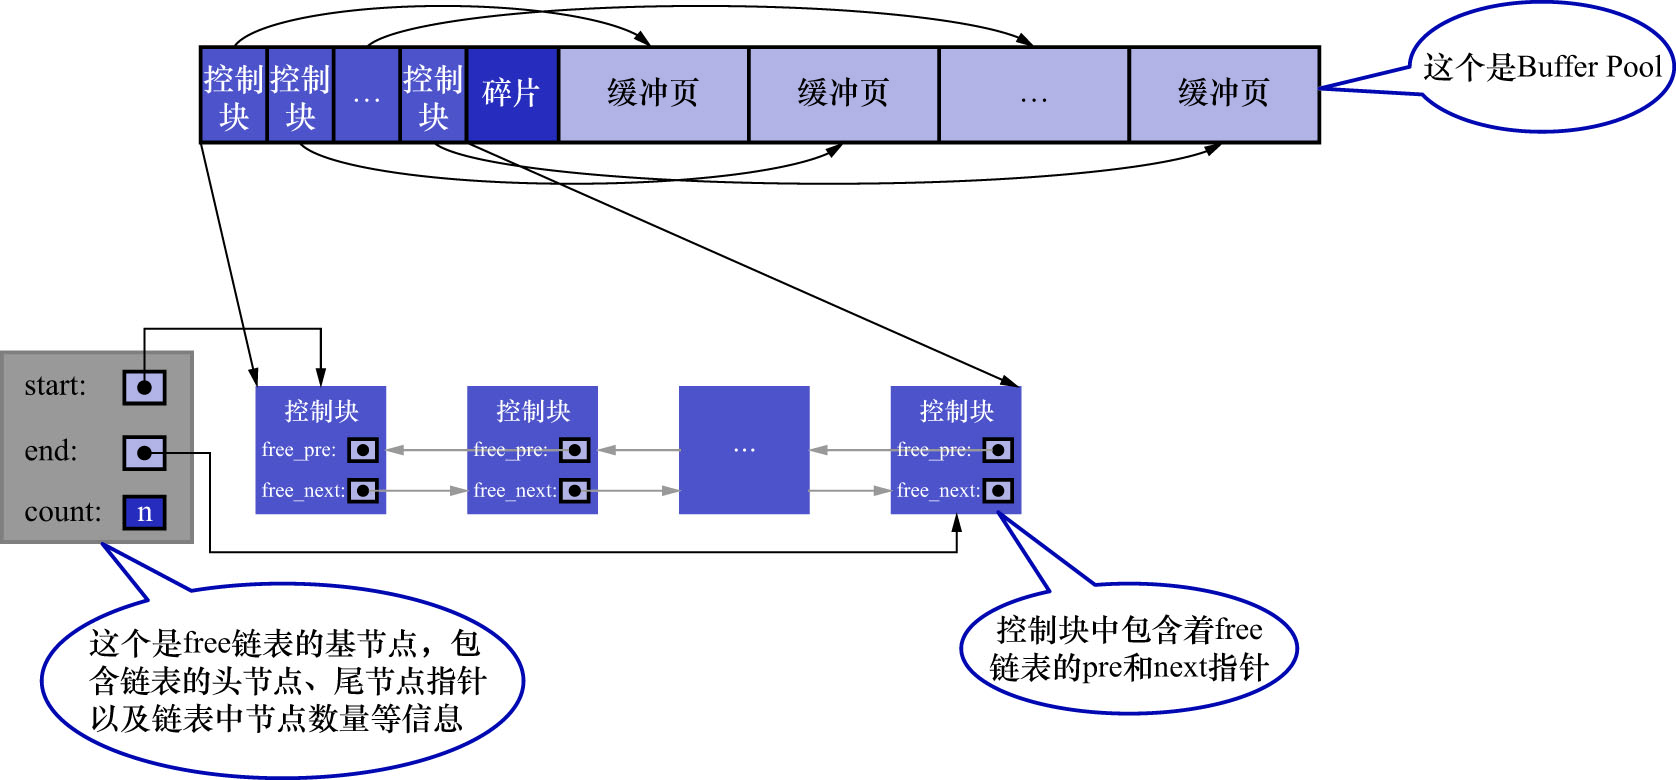 控制
块
控制
块
…
控制
块
碎片
缓冲页
缓冲页
…
缓冲页
这个是Buffer Pool
start:
end:
count: n
控制块
free_pre:
free_next:
控制块
free_pre:
free_next:
…
控制块
free_pre:
free_next:
这个是free链表的基节点，包
含链表的头节点、尾节点指针
以及链表中节点数量等信息
控制块中包含着free
链表的pre和next指针